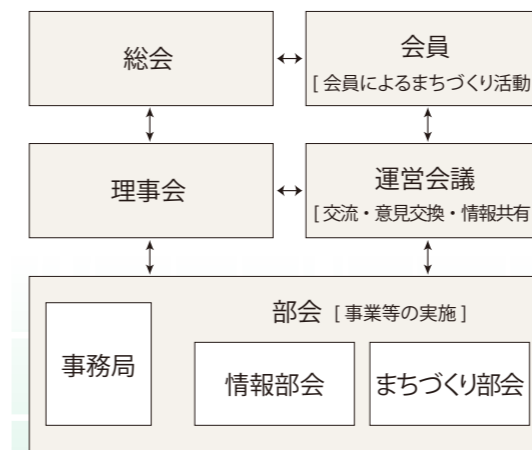 総会
会員
[ 会員によるまちづくり活動
理事会
運営会議
[ 交流・意見交換・情報共有
部会 [ 事業等の実施 ]
事務局
情報部会
まちづくり部会